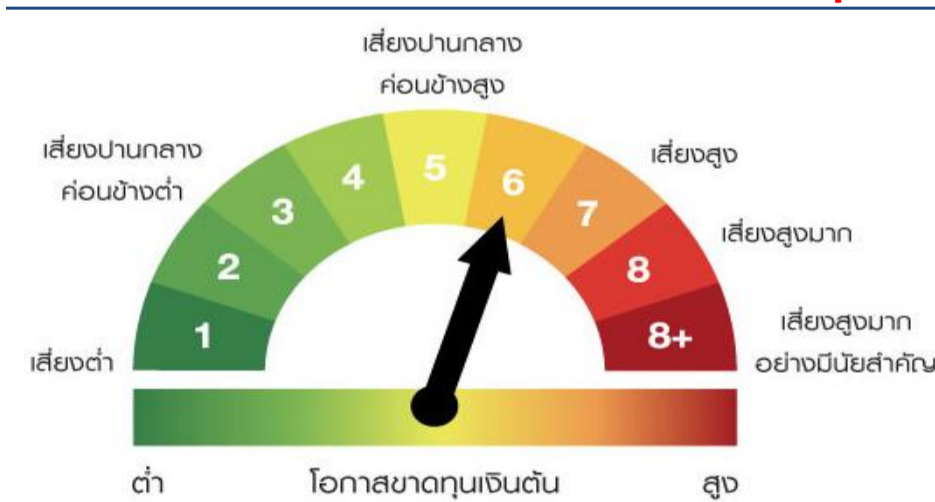 เสี่ยงปานกลาง
ค่อนข้างสูง
เสี่ยงปานกลาง
ค่อนข้างต่ำ
เสี่ยงสูง
เสี่ยงสูงมาก
เสี่ยงสูงมาก
อย่างมีนัยสำคัญ
เสี่ยงต่ำ
1
2
3
4
5
6
7
8
8+
ต่ำ โอกาสขาดทุนเงินต้น สูง